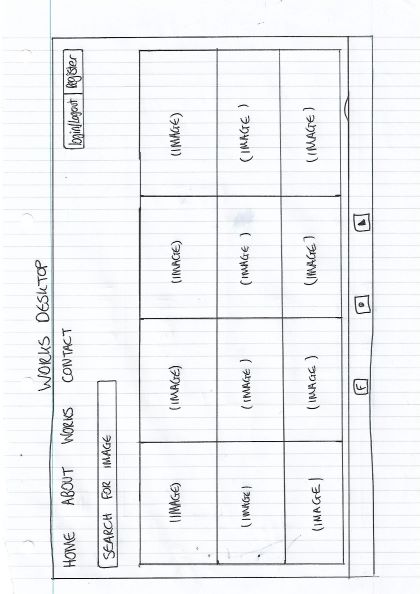 WORKS DESKTOP
HOME ABOUT WORKS CONTACT
login/Logout Register
SEARCH FOR IMAGE
(IMAGE) (IMAGE) (IMAGE) (IMAGE)
(IMAGE) (IMAGE) (IMAGE) (IMAGE)
(IMAGE) (IMAGE) (IMAGE) (IMAGE)
F